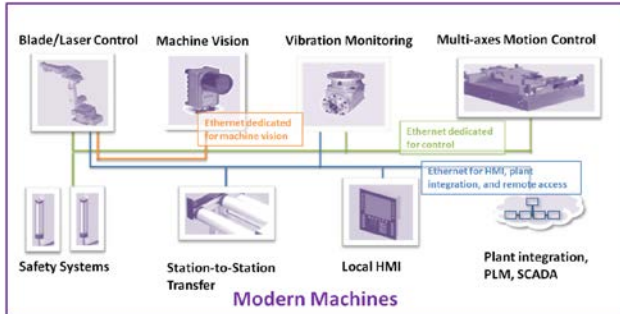 Blade/Laser Control
Machine Vision
Vibration Monitoring
Multi-axes Motion Control
Ethernet dedicated
for machine vision
Ethernet dedicated
for control
Ethernet for HMI, plant
integration, and remote access
Safety Systems
Station-to-Station
Transfer
Local HMI
Plant integration,
PLM, SCADA
Modern Machines